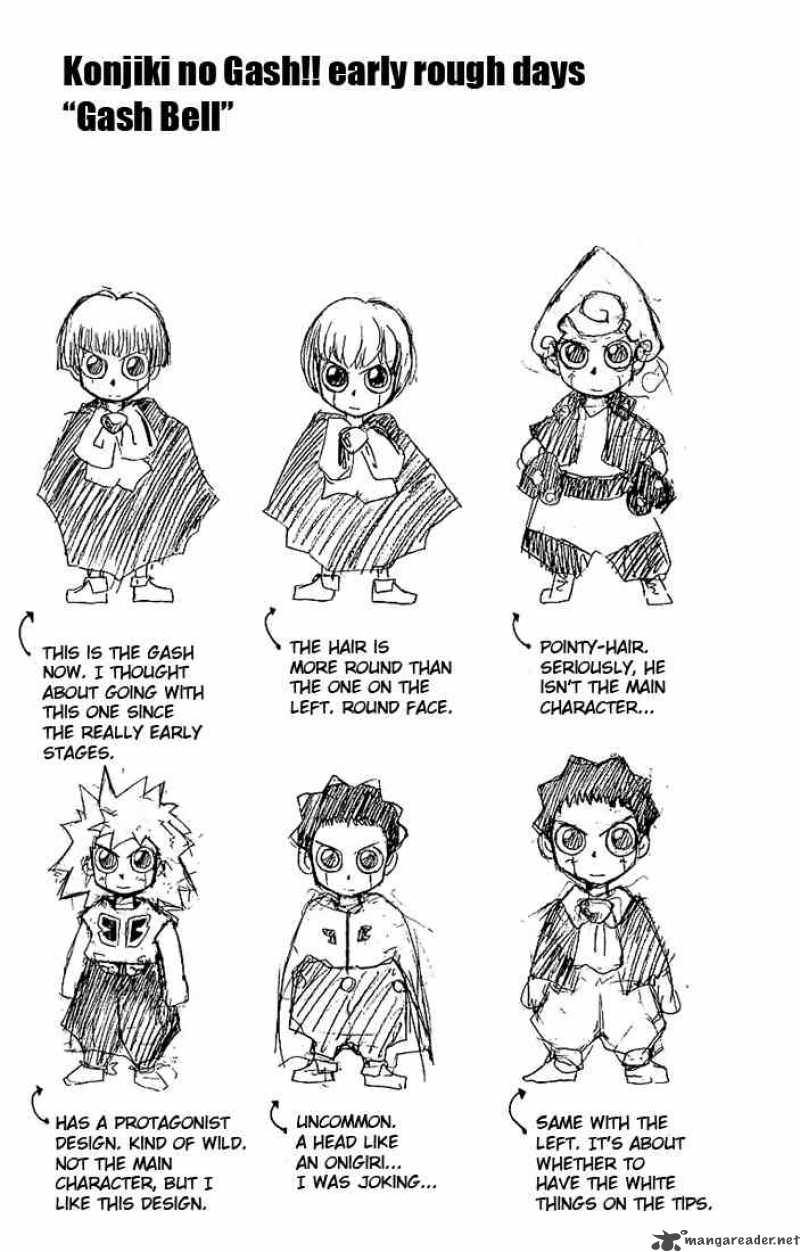 Konjiki no Gash!! early rough days
“Gash Bell”
THIS IS THE GASH
NOW. I THOUGHT
ABOUT GOING WITH
THIS ONE SINCE
THE REALLY EARLY
STAGES.
THE HAIR IS
MORE ROUND THAN
THE ONE ON THE
LEFT. ROUND FACE.
POINTY-HAIR.
SERIOUSLY, HE
ISN'T THE MAIN
CHARACTER...
HAS A PROTAGONIST
DESIGN. KIND OF WILD.
NOT THE MAIN
CHARACTER, BUT I
LIKE THIS DESIGN.
UNCOMMON.
A HEAD LIKE
AN ONIGIRI...
I WAS JOKING...
SAME WITH THE
LEFT. IT'S ABOUT
WHETHER TO
HAVE THE WHITE
THINGS ON THE TIPS.
mangareader.net